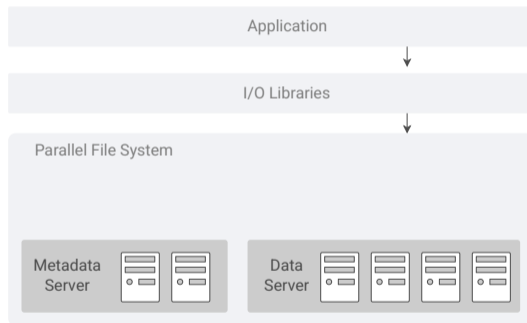 Application
I/O Libraries
Parallel File System
Metadata
Server
Data
Server